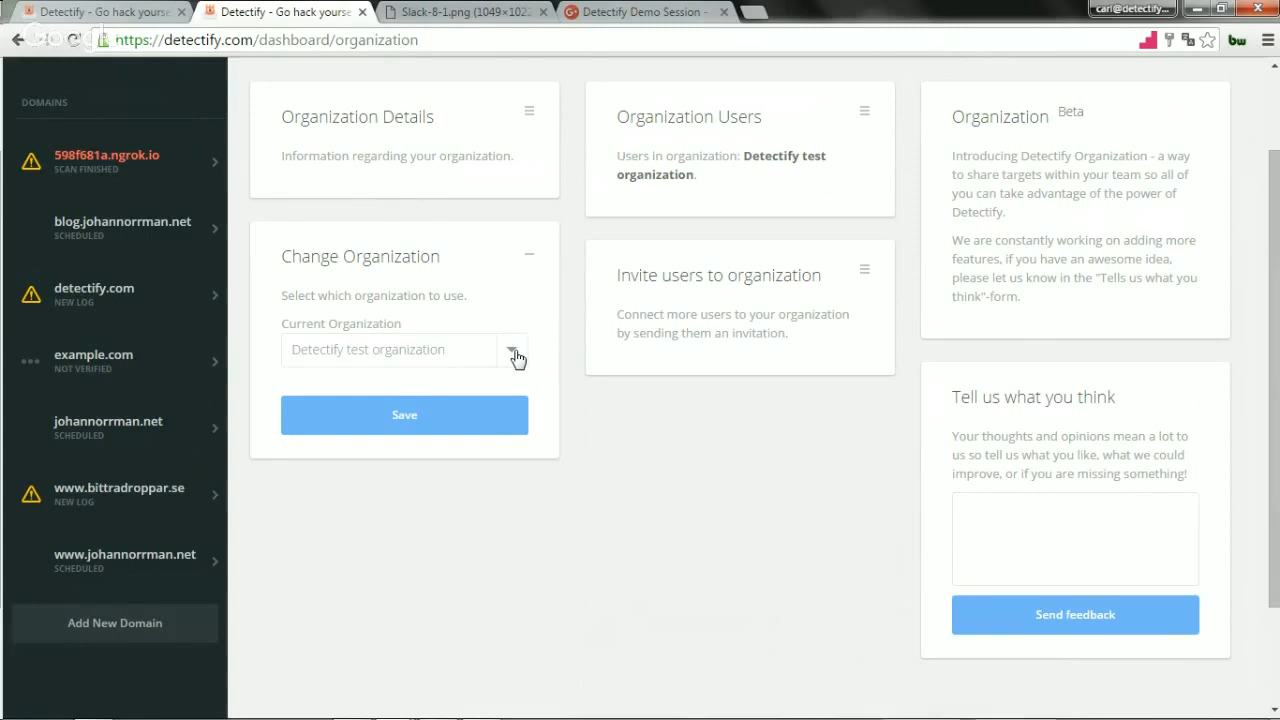 Detectify - Go hack yourse
Detectify - Go hack yourse
Slack-8-1.png (1049×1022
Detectify Demo Session -
carl@detectify...
https://detectify.com/dashboard/organization
bw
DOMAINS
598f681a.ngrok.io
SCAN FINISHED
blog.johannorrman.net
SCHEDULED
detectify.com
NEW LOG
example.com
NOT VERIFIED
johannorrman.net
SCHEDULED
www.bittradroppar.se
NEW LOG
www.johannorrman.net
SCHEDULED
Add New Domain
Organization Details
Information regarding your organization.
Change Organization
Select which organization to use.
Current Organization
Detectify test organization
Save
Organization Users
Users in organization: Detectify test
organization.
Invite users to organization
Connect more users to your organization
by sending them an invitation.
Organization Beta
Introducing Detectify Organization - a way
to share targets within your team so all of
you can take advantage of the power of
Detectify.
We are constantly working on adding more
features, if you have an awesome idea,
please let us know in the "Tells us what you
think"-form.
Tell us what you think
Your thoughts and opinions mean a lot to
us so tell us what you like, what we could
improve, or if you are missing something!
Send feedback